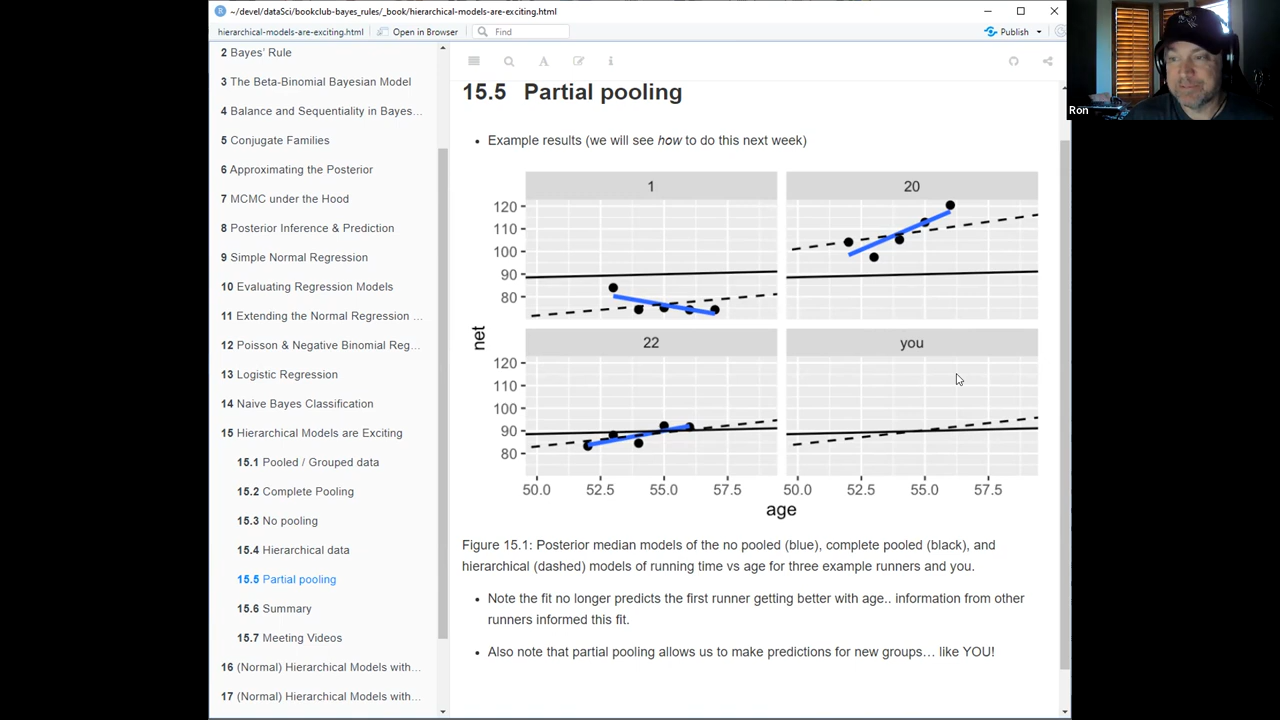 ~/devel/dataSci/bookclub-bayes_rules/_book/hierarchical-models-are-exciting.html
hierarchical-models-are-exciting.html
Open in Browser
Find
Publish
2 Bayes' Rule
3 The Beta-Binomial Bayesian Model
4 Balance and Sequentiality in Bayes...
5 Conjugate Families
6 Approximating the Posterior
7 MCMC under the Hood
8 Posterior Inference & Prediction
9 Simple Normal Regression
10 Evaluating Regression Models
11 Extending the Normal Regression ...
12 Poisson & Negative Binomial Reg...
13 Logistic Regression
14 Naive Bayes Classification
15 Hierarchical Models are Exciting
15.1 Pooled / Grouped data
15.2 Complete Pooling
15.3 No pooling
15.4 Hierarchical data
15.5 Partial pooling
15.6 Summary
15.7 Meeting Videos
16 (Normal) Hierarchical Models with...
17 (Normal) Hierarchical Models with...
15.5 Partial pooling
• Example results (we will see how to do this next week)
1
20
120
110
100
90
80
22
you
120
110
100
90
80
net
50.0 52.5 55.0 57.5
50.0 52.5 55.0 57.5
age
Figure 15.1: Posterior median models of the no pooled (blue), complete pooled (black), and
hierarchical (dashed) models of running time vs age for three example runners and you.
• Note the fit no longer predicts the first runner getting better with age.. information from other
runners informed this fit.
• Also note that partial pooling allows us to make predictions for new groups… like YOU!
Ron